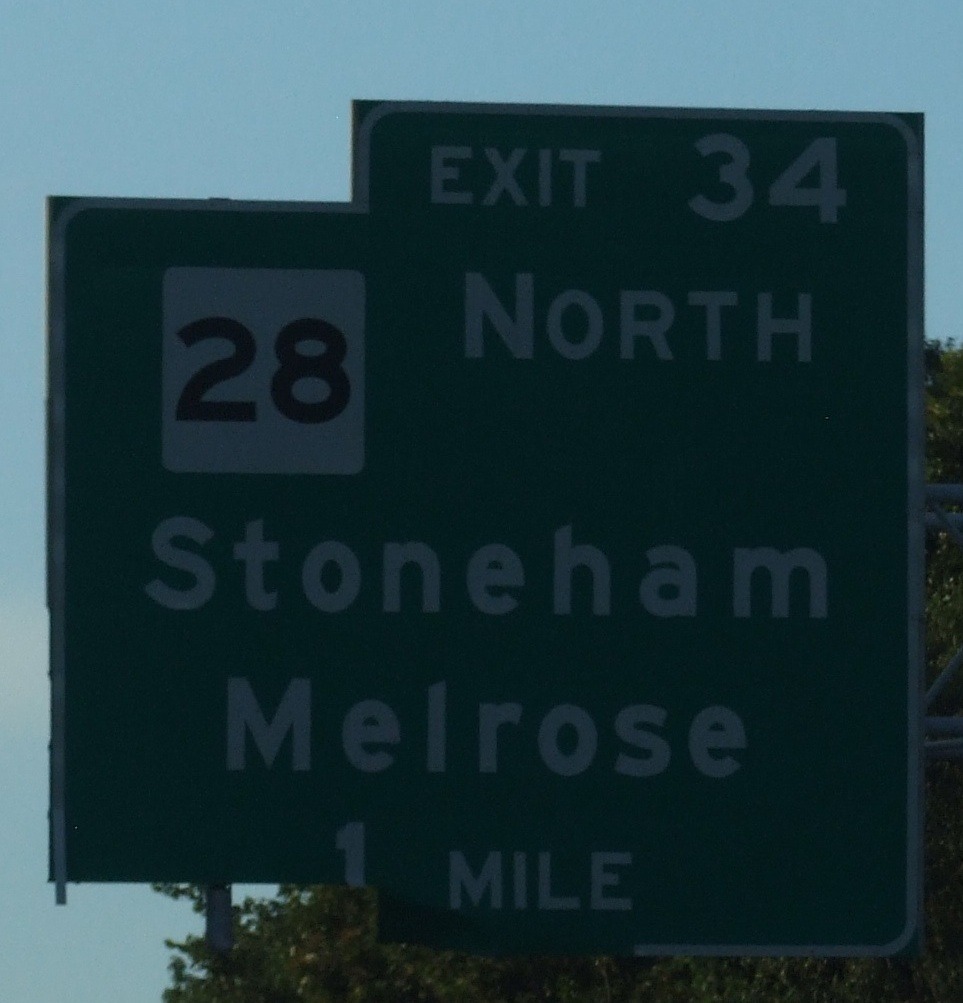 EXIT 34
28 NORTH
Stoneham
Melrose
1 MILE